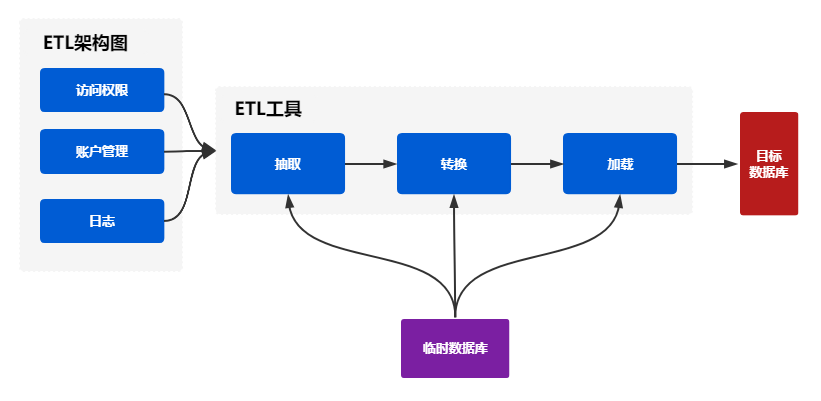 ETL架构图
访问权限
账户管理
日志
ETL工具
抽取
转换
加载
目标
数据库
临时数据库